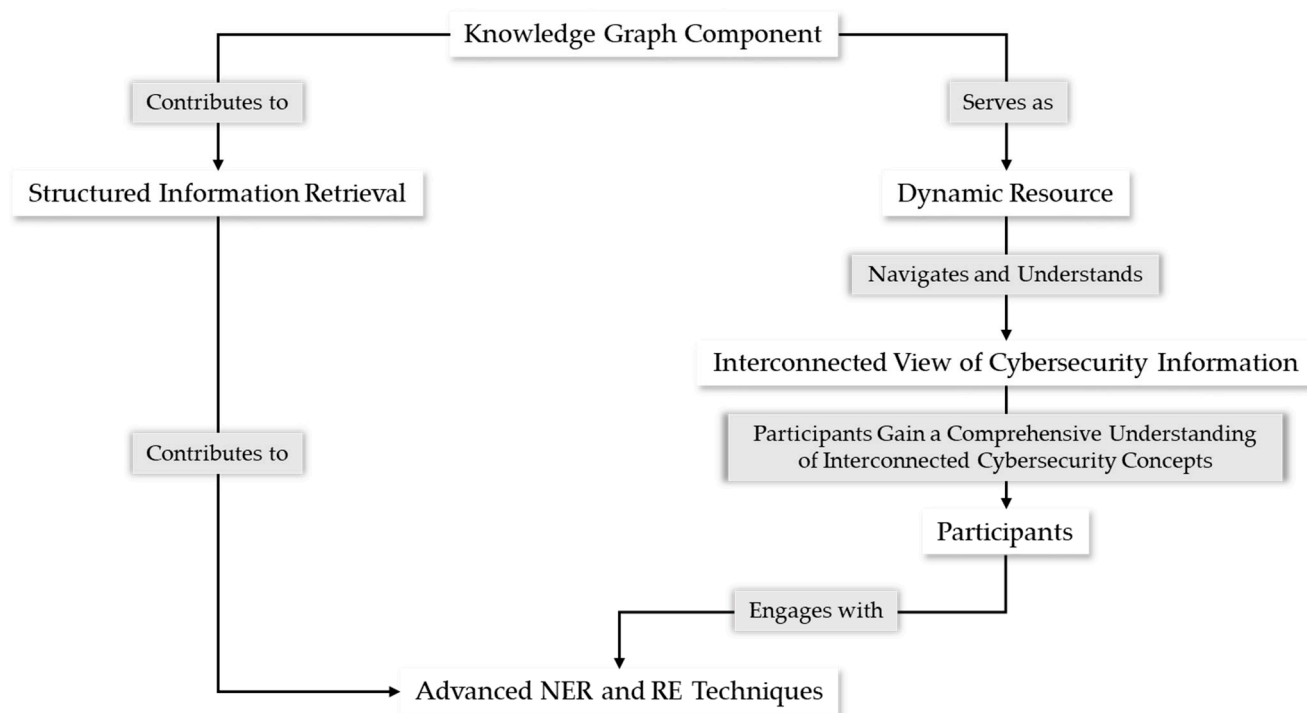 Knowledge Graph Component
Contributes to
Serves as
Structured Information Retrieval
Dynamic Resource
Navigates and Understands
Interconnected View of Cybersecurity Information
Participants Gain a Comprehensive Understanding
of Interconnected Cybersecurity Concepts
Contributes to
Participants
Engages with
Advanced NER and RE Techniques